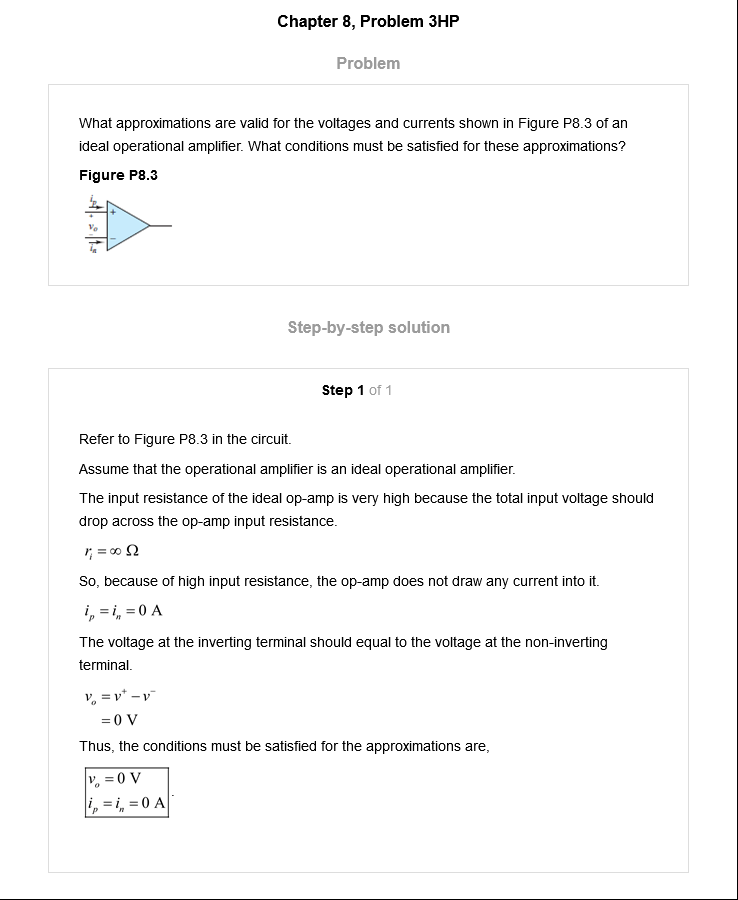 Chapter 8, Problem 3HP
Problem
What approximations are valid for the voltages and currents shown in Figure P8.3 of an
ideal operational amplifier. What conditions must be satisfied for these approximations?
Figure P8.3
i_p
+
+
v_o
−
−
i_n
Step-by-step solution
Step 1 of 1
Refer to Figure P8.3 in the circuit.
Assume that the operational amplifier is an ideal operational amplifier.
The input resistance of the ideal op-amp is very high because the total input voltage should
drop across the op-amp input resistance.
r_i = ∞ Ω
So, because of high input resistance, the op-amp does not draw any current into it.
i_p = i_n = 0 A
The voltage at the inverting terminal should equal to the voltage at the non-inverting
terminal.
v_o = v⁺ − v⁻
= 0 V
Thus, the conditions must be satisfied for the approximations are,
v_o = 0 V
i_p = i_n = 0 A.